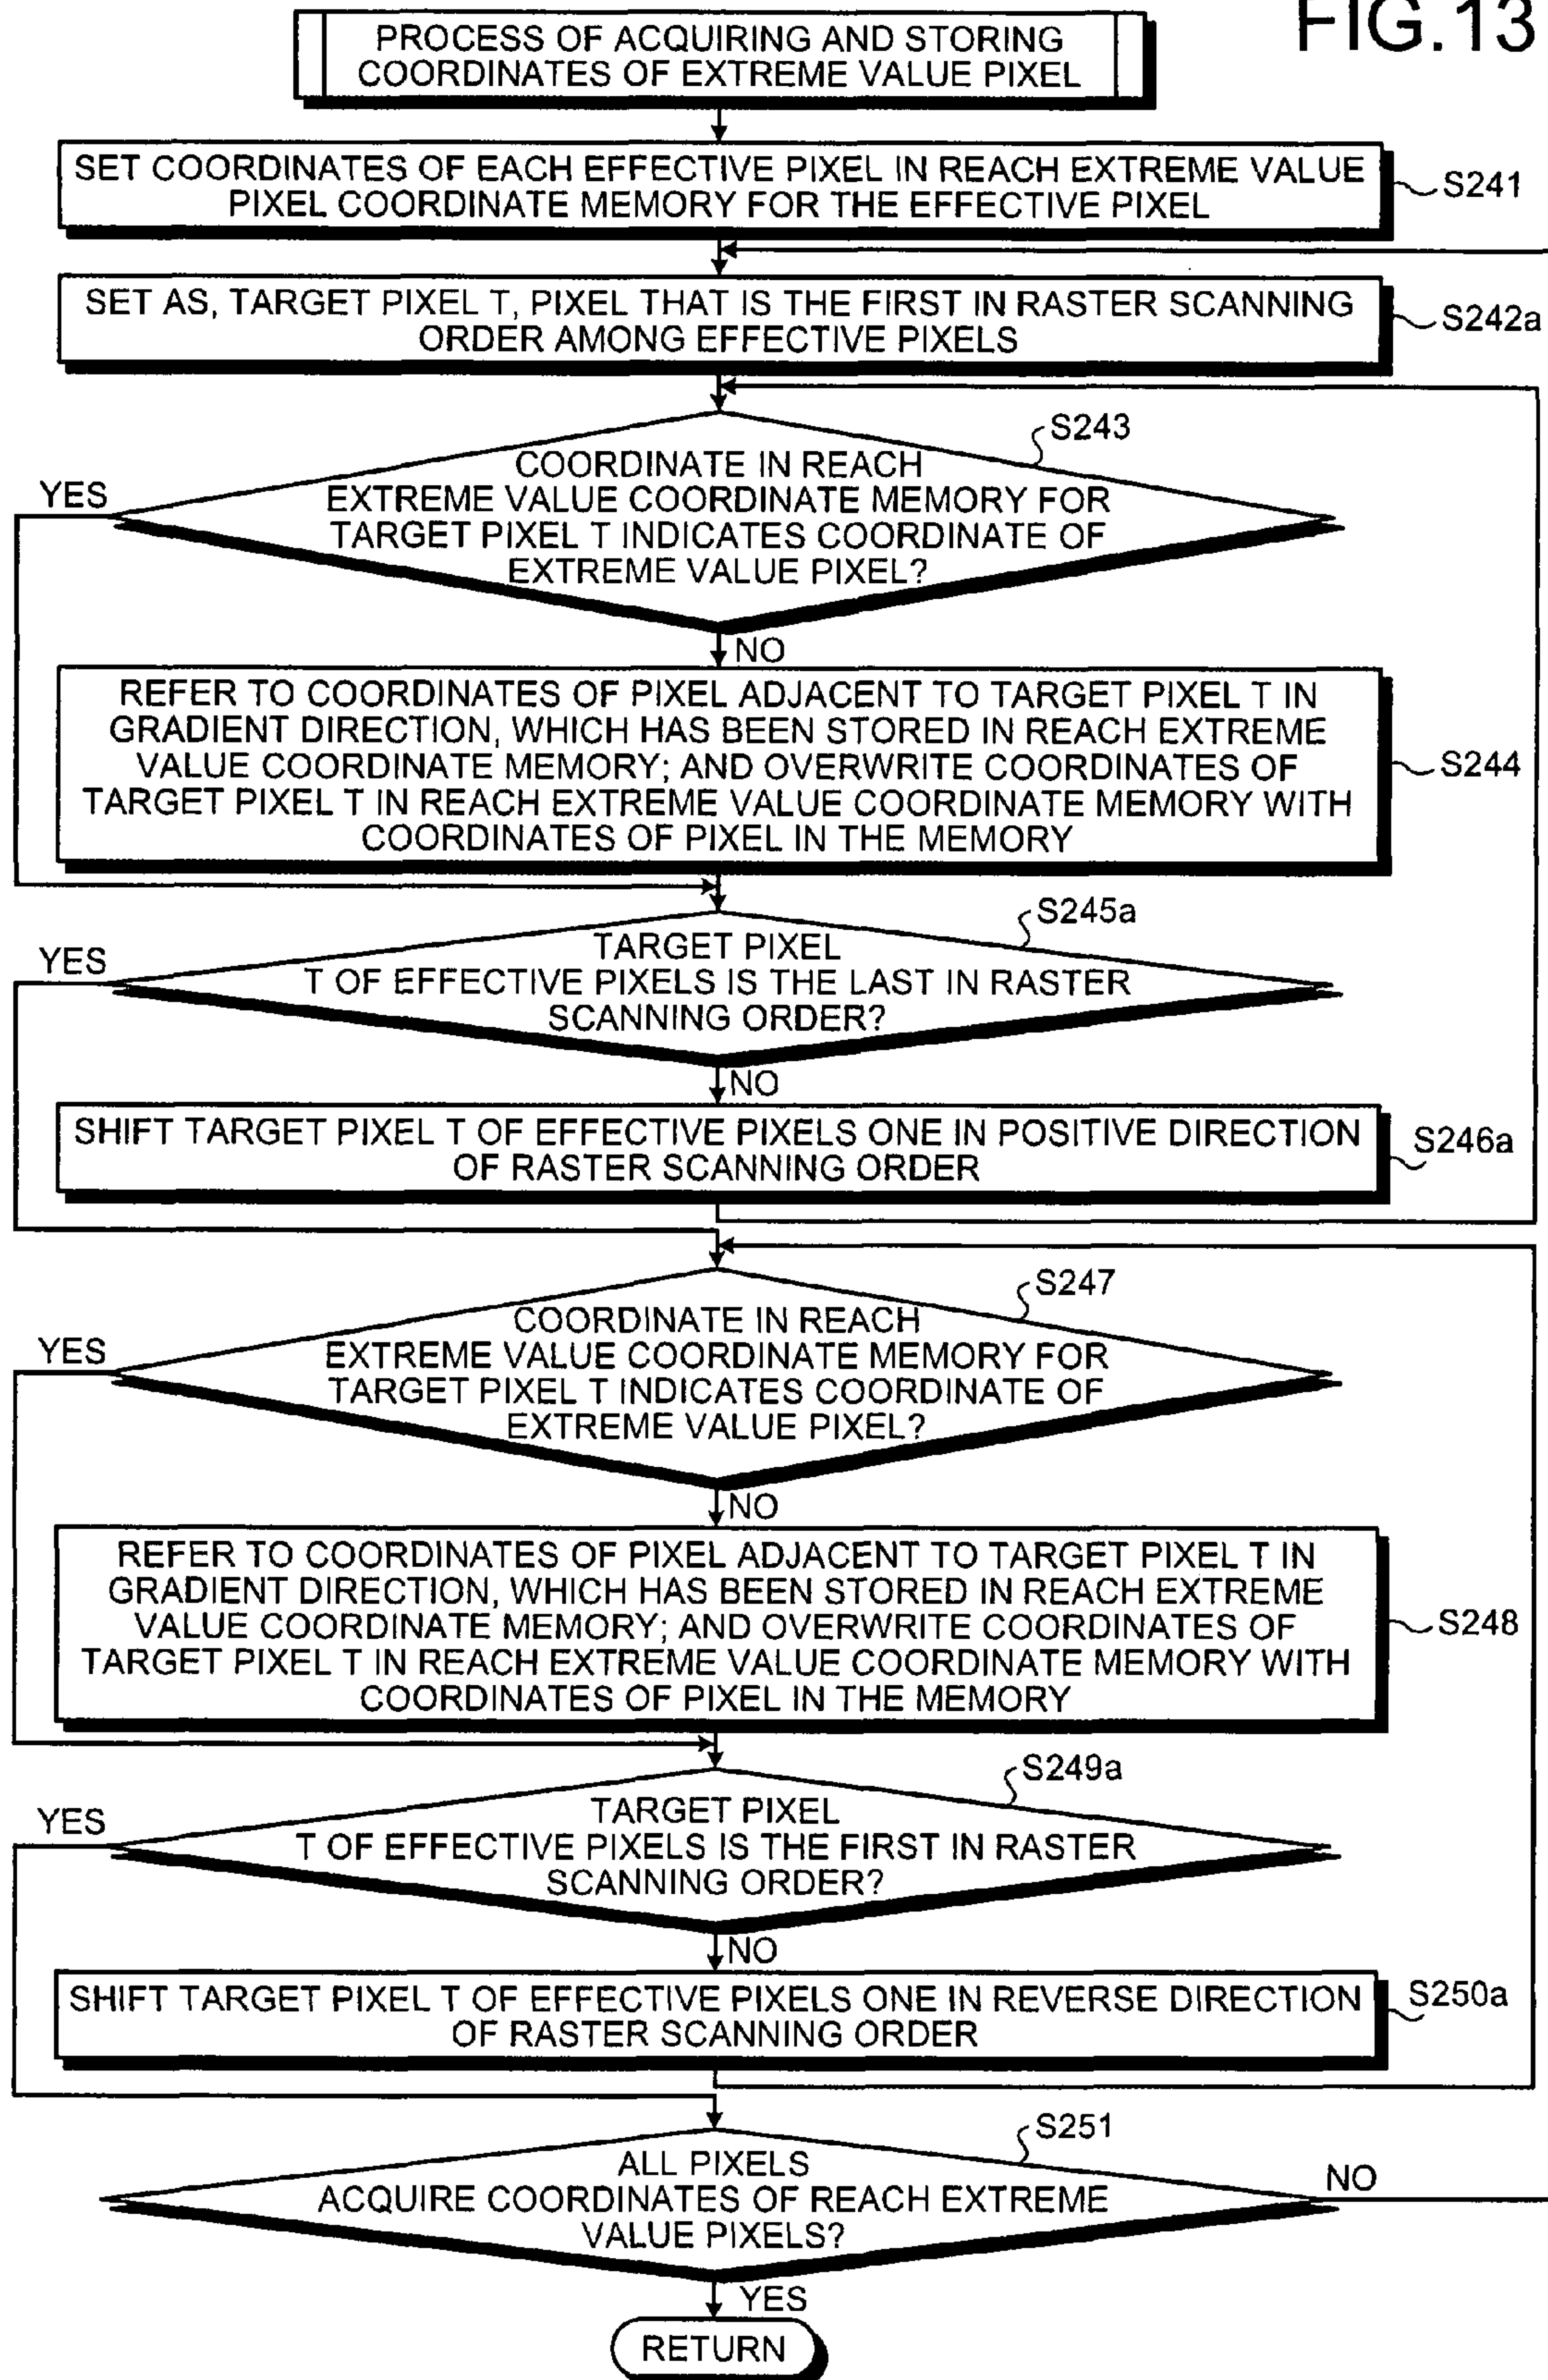 FIG.13
PROCESS OF ACQUIRING AND STORING
COORDINATES OF EXTREME VALUE PIXEL
SET COORDINATES OF EACH EFFECTIVE PIXEL IN REACH EXTREME VALUE
PIXEL COORDINATE MEMORY FOR THE EFFECTIVE PIXEL
S241
SET AS, TARGET PIXEL T, PIXEL THAT IS THE FIRST IN RASTER SCANNING
ORDER AMONG EFFECTIVE PIXELS
S242a
S243
COORDINATE IN REACH
EXTREME VALUE COORDINATE MEMORY FOR
TARGET PIXEL T INDICATES COORDINATE OF
EXTREME VALUE PIXEL?
YES
NO
REFER TO COORDINATES OF PIXEL ADJACENT TO TARGET PIXEL T IN
GRADIENT DIRECTION, WHICH HAS BEEN STORED IN REACH EXTREME
VALUE COORDINATE MEMORY; AND OVERWRITE COORDINATES OF
TARGET PIXEL T IN REACH EXTREME VALUE COORDINATE MEMORY WITH
COORDINATES OF PIXEL IN THE MEMORY
S244
S245a
TARGET PIXEL
T OF EFFECTIVE PIXELS IS THE LAST IN RASTER
SCANNING ORDER?
YES
NO
SHIFT TARGET PIXEL T OF EFFECTIVE PIXELS ONE IN POSITIVE DIRECTION
OF RASTER SCANNING ORDER
S246a
S247
COORDINATE IN REACH
EXTREME VALUE COORDINATE MEMORY FOR
TARGET PIXEL T INDICATES COORDINATE OF
EXTREME VALUE PIXEL?
YES
NO
REFER TO COORDINATES OF PIXEL ADJACENT TO TARGET PIXEL T IN
GRADIENT DIRECTION, WHICH HAS BEEN STORED IN REACH EXTREME
VALUE COORDINATE MEMORY; AND OVERWRITE COORDINATES OF
TARGET PIXEL T IN REACH EXTREME VALUE COORDINATE MEMORY WITH
COORDINATES OF PIXEL IN THE MEMORY
S248
S249a
TARGET PIXEL
T OF EFFECTIVE PIXELS IS THE FIRST IN RASTER
SCANNING ORDER?
YES
NO
SHIFT TARGET PIXEL T OF EFFECTIVE PIXELS ONE IN REVERSE DIRECTION
OF RASTER SCANNING ORDER
S250a
S251
ALL PIXELS
ACQUIRE COORDINATES OF REACH EXTREME
VALUE PIXELS?
NO
YES
RETURN